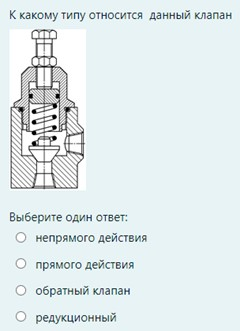 К какому типу относится данный клапан
Выберите один ответ:
непрямого действия
прямого действия
обратный клапан
редукционный